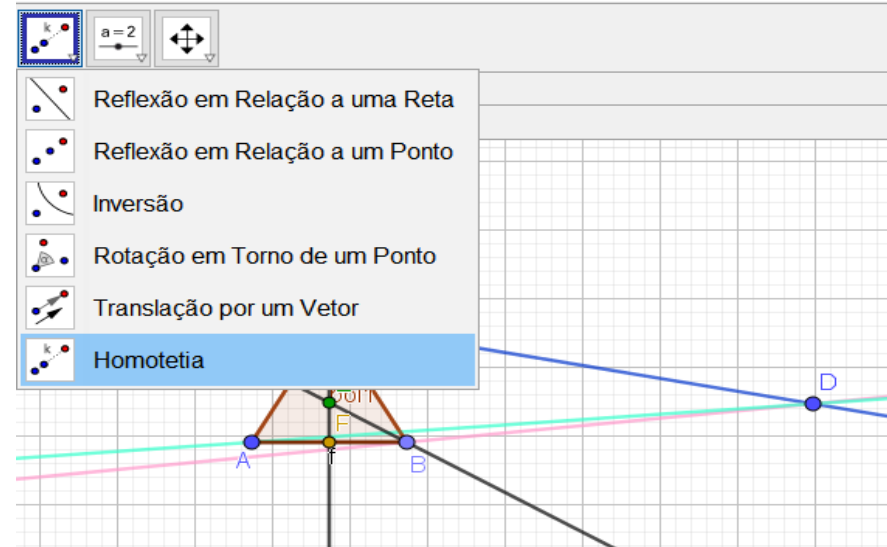 k
a = 2
Reflexão em Relação a uma Reta
Reflexão em Relação a um Ponto
Inversão
Rotação em Torno de um Ponto
Translação por um Vetor
k
Homotetia
D
F
A
f
B